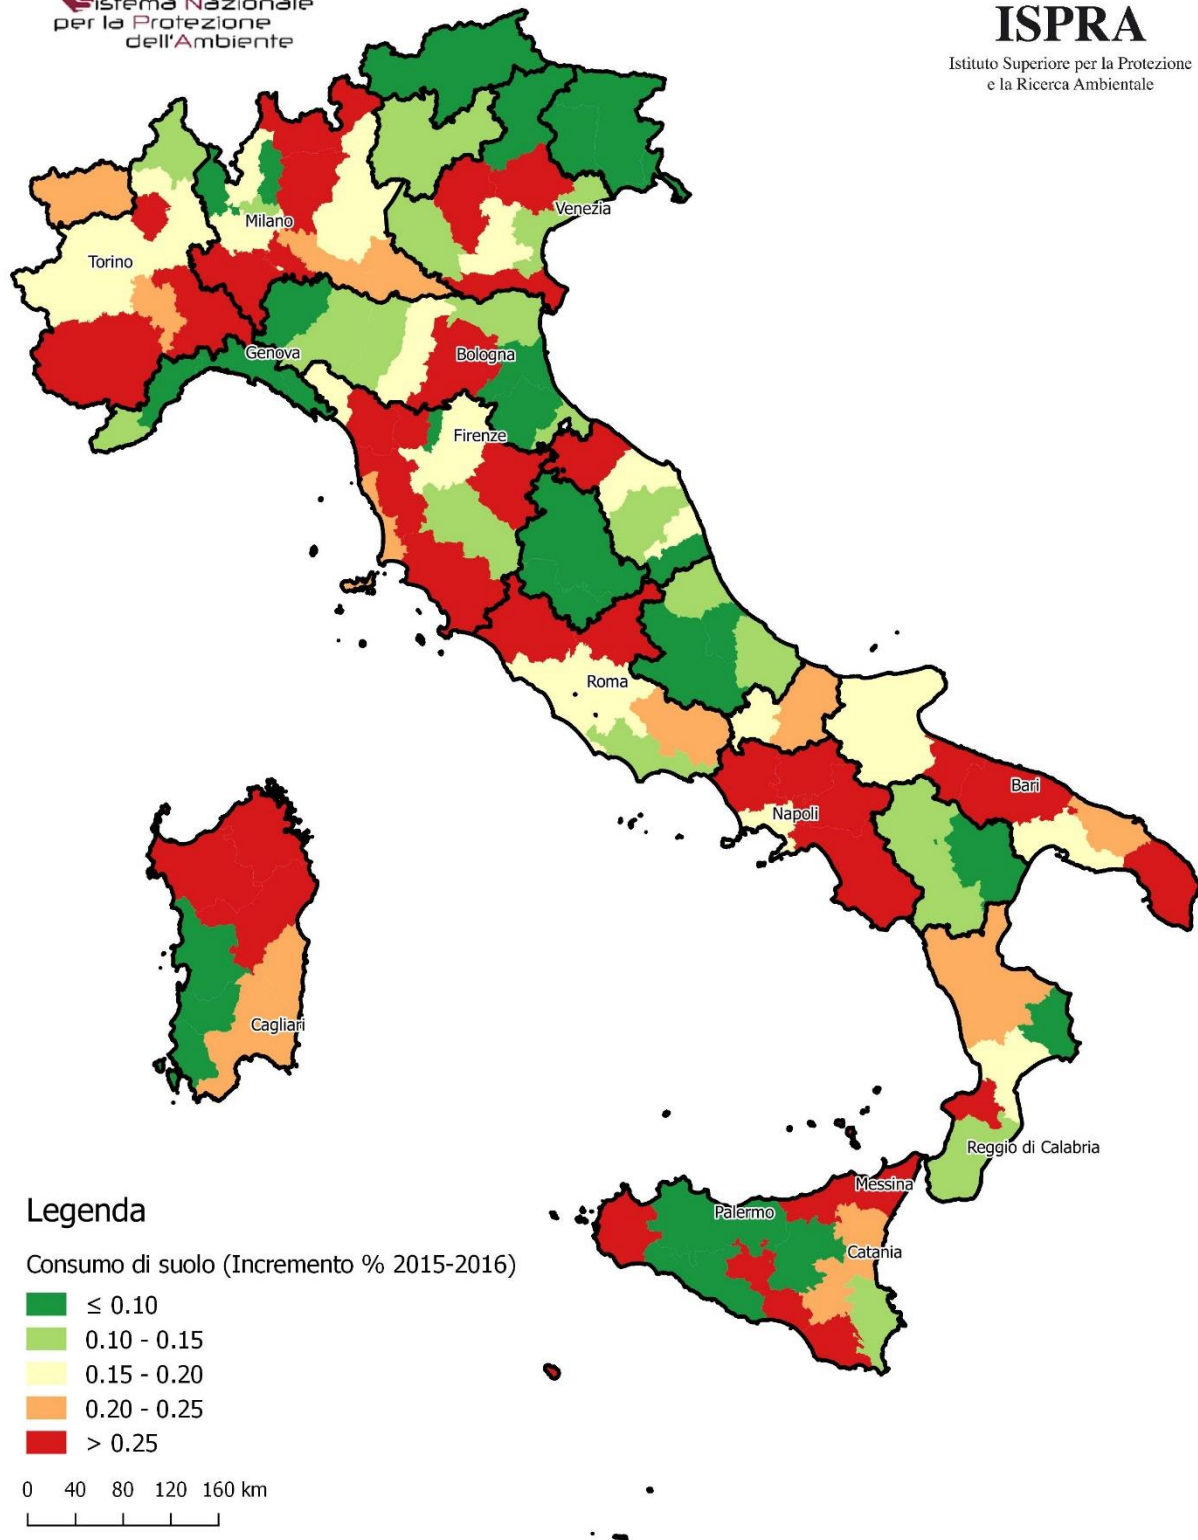 Sistema Nazionale
per la Protezione
dell'Ambiente
ISPRA
Istituto Superiore per la Protezione
e la Ricerca Ambientale
Venezia
Milano
Torino
Genova
Bologna
Firenze
Roma
Bari
Napoli
Cagliari
Reggio di Calabria
Messina
Palermo
Catania
Legenda
Consumo di suolo (Incremento % 2015-2016)
≤ 0.10
0.10 - 0.15
0.15 - 0.20
0.20 - 0.25
> 0.25
0 40 80 120 160 km